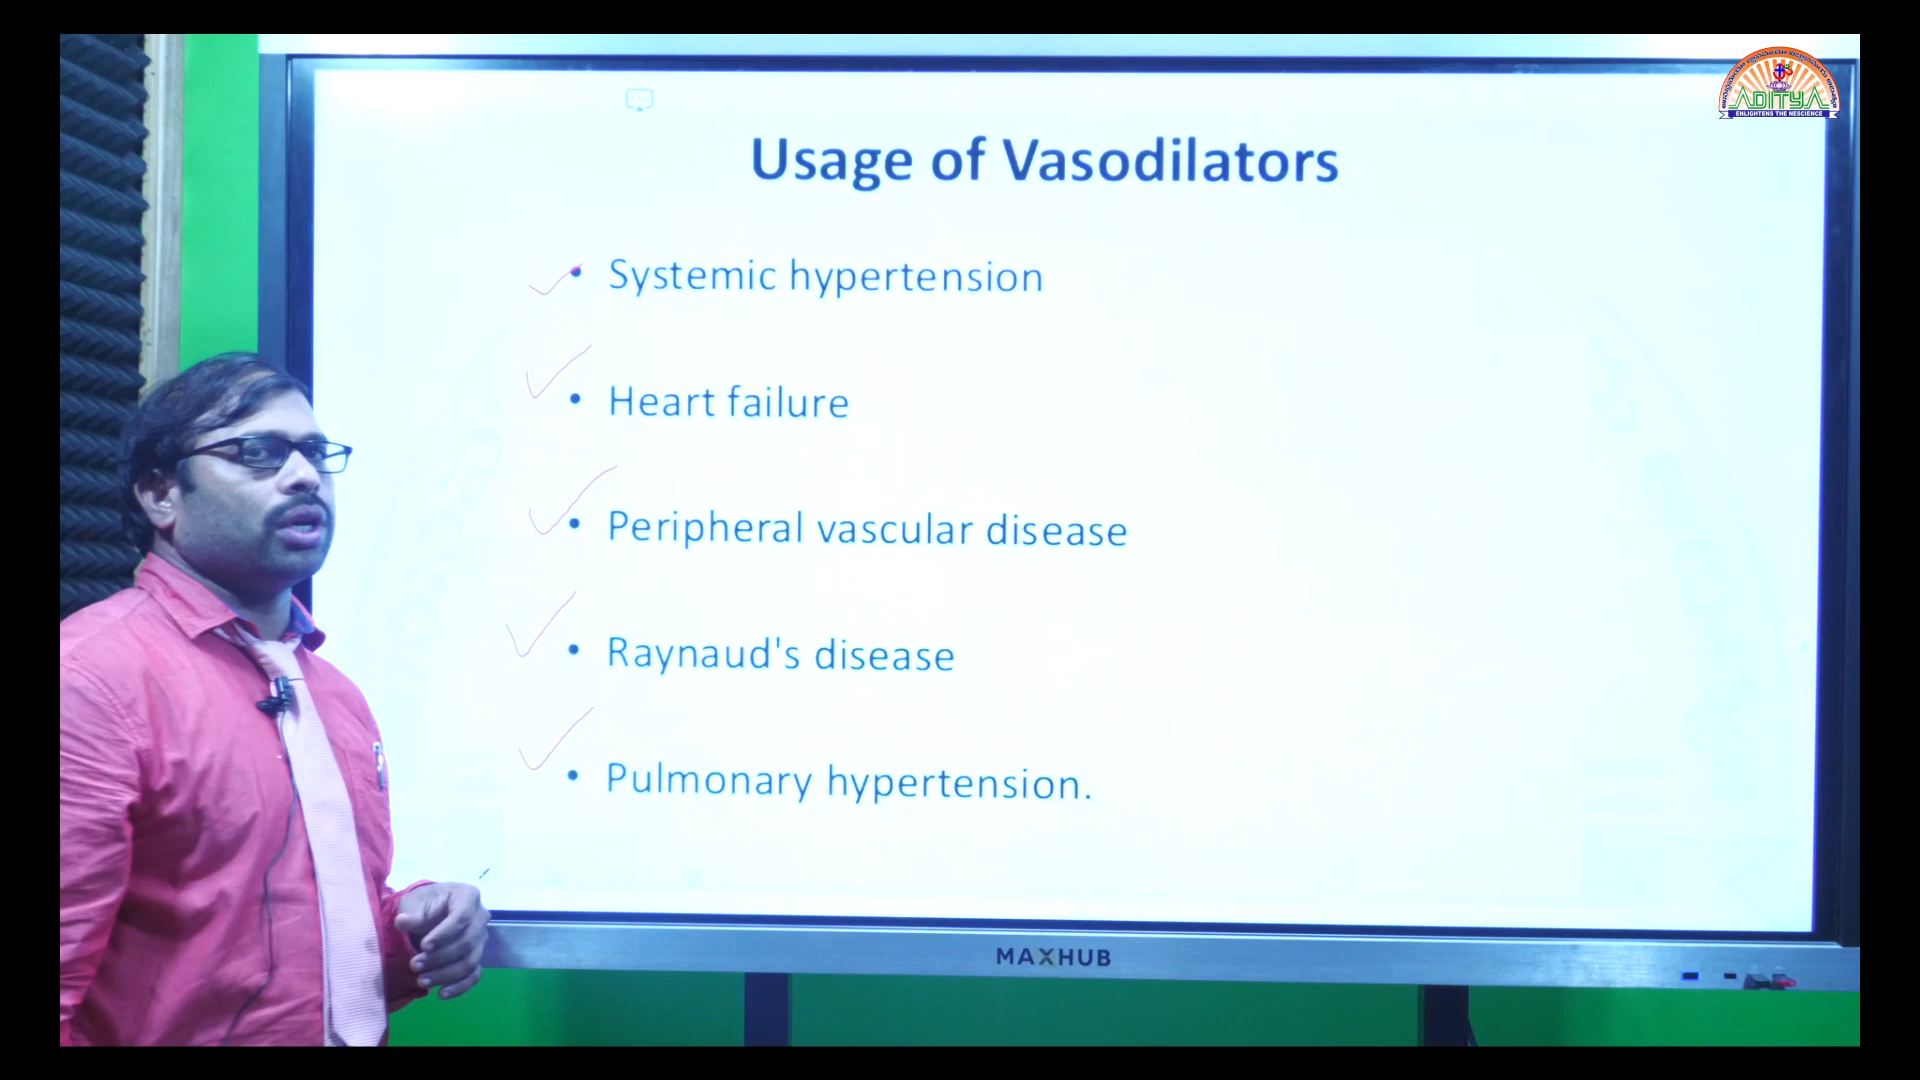 ADITYA
ENLIGHTENS THE NESCIENCE
Usage of Vasodilators
• Systemic hypertension
• Heart failure
• Peripheral vascular disease
• Raynaud's disease
• Pulmonary hypertension.
MAXHUB